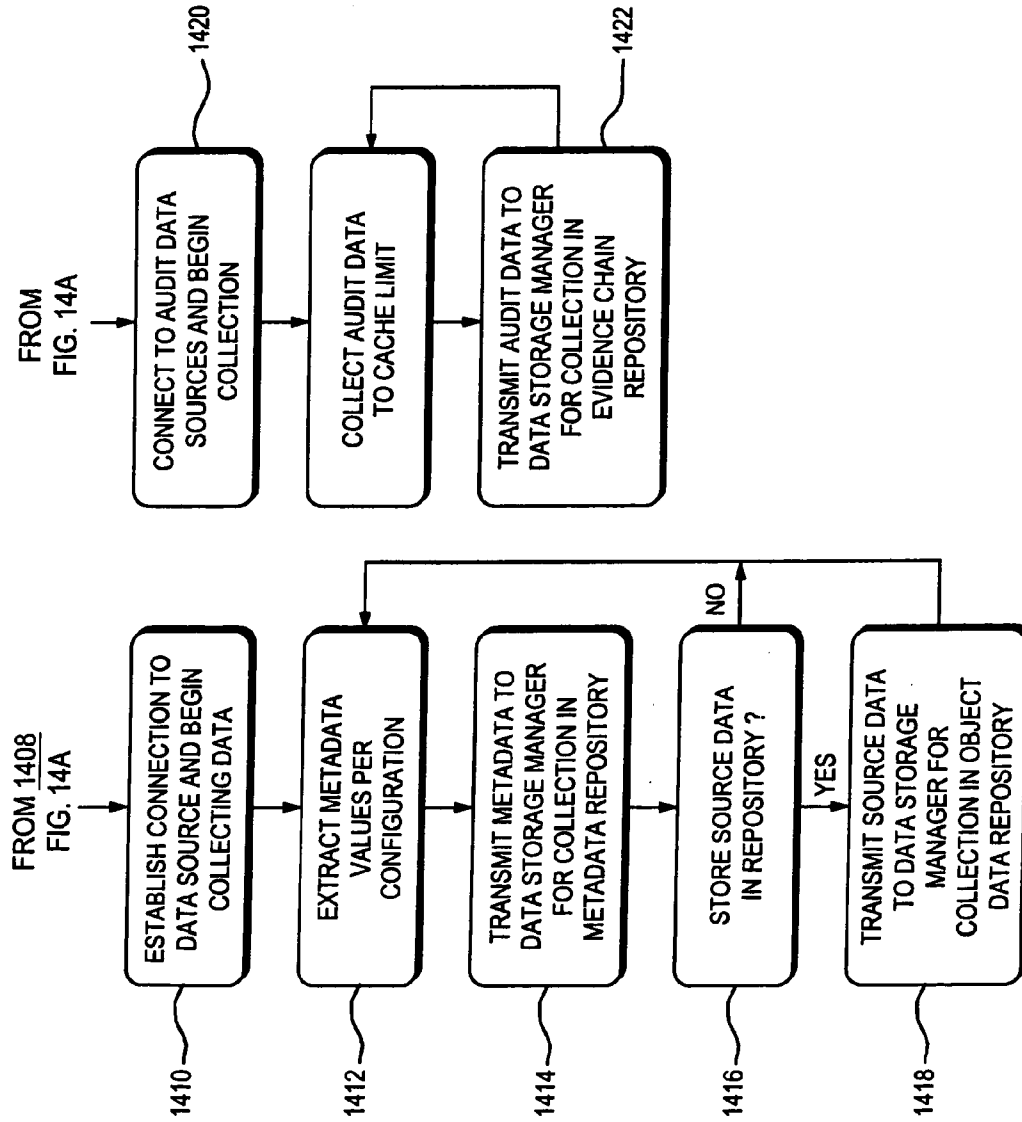 FROM 1408
FIG. 14A
1410
ESTABLISH CONNECTION TO
DATA SOURCE AND BEGIN
COLLECTING DATA
1412
EXTRACT METADATA
VALUES PER
CONFIGURATION
1414
TRANSMIT METADATA TO
DATA STORAGE MANAGER
FOR COLLECTION IN
METADATA REPOSITORY
1416
STORE SOURCE DATA
IN REPOSITORY ?
NO
YES
1418
TRANSMIT SOURCE DATA
TO DATA STORAGE
MANAGER FOR
COLLECTION IN OBJECT
DATA REPOSITORY
FROM
FIG. 14A
CONNECT TO AUDIT DATA
SOURCES AND BEGIN
COLLECTION
1420
COLLECT AUDIT DATA
TO CACHE LIMIT
TRANSMIT AUDIT DATA TO
DATA STORAGE MANAGER
FOR COLLECTION IN
EVIDENCE CHAIN
REPOSITORY
1422